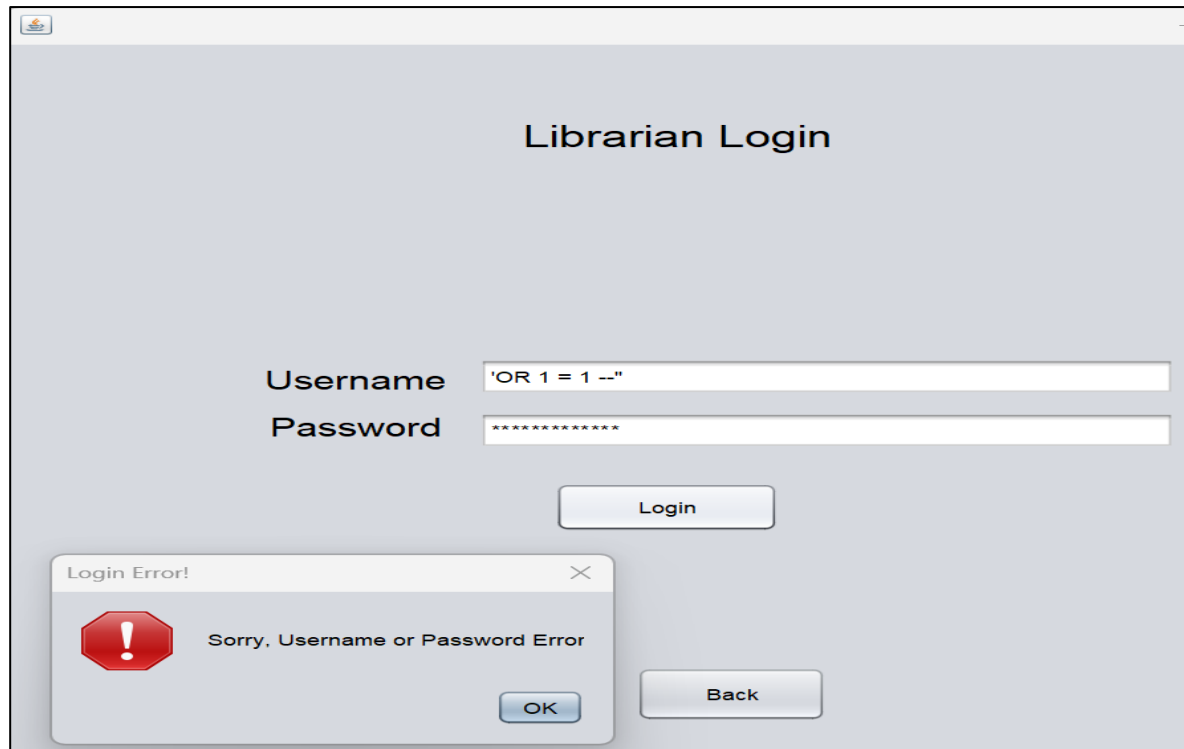 Librarian Login
Username 'OR 1 = 1 --"
Password *************
Login
Login Error!
Sorry, Username or Password Error
OK
Back